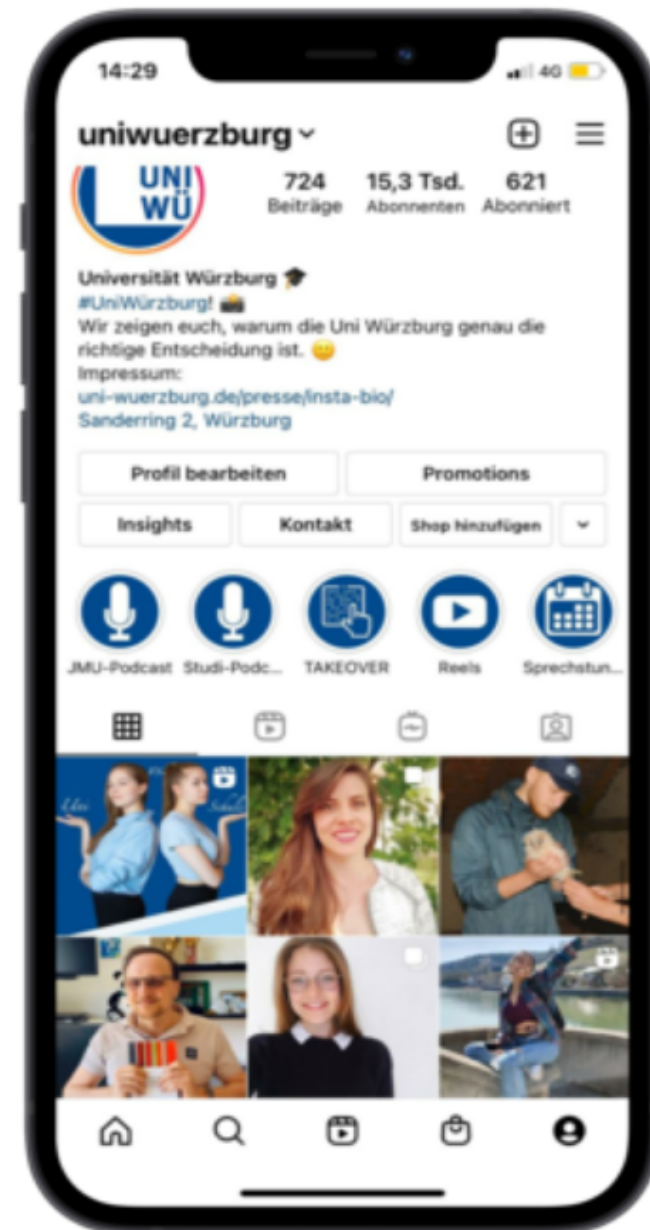 14:29
4G
uniwuerzburg
UNI
WÜ
724 15,3 Tsd. 621
Beiträge Abonnenten Abonniert
Universität Würzburg 🎓
#UniWürzburg! 📸
Wir zeigen euch, warum die Uni Würzburg genau die
richtige Entscheidung ist. 😊
Impressum:
uni-wuerzburg.de/presse/insta-bio/
Sanderring 2, Würzburg
Profil bearbeiten Promotions
Insights Kontakt Shop hinzufügen
JMU-Podcast Studi-Podc... TAKEOVER Reels Sprechstun...
Uni